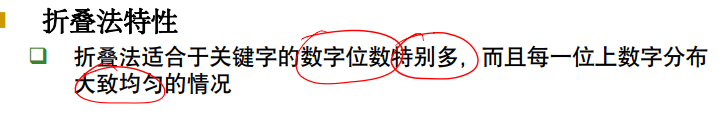 折叠法特性
折叠法适合于关键字的数字位数特别多，而且每一位上数字分布
大致均匀的情况